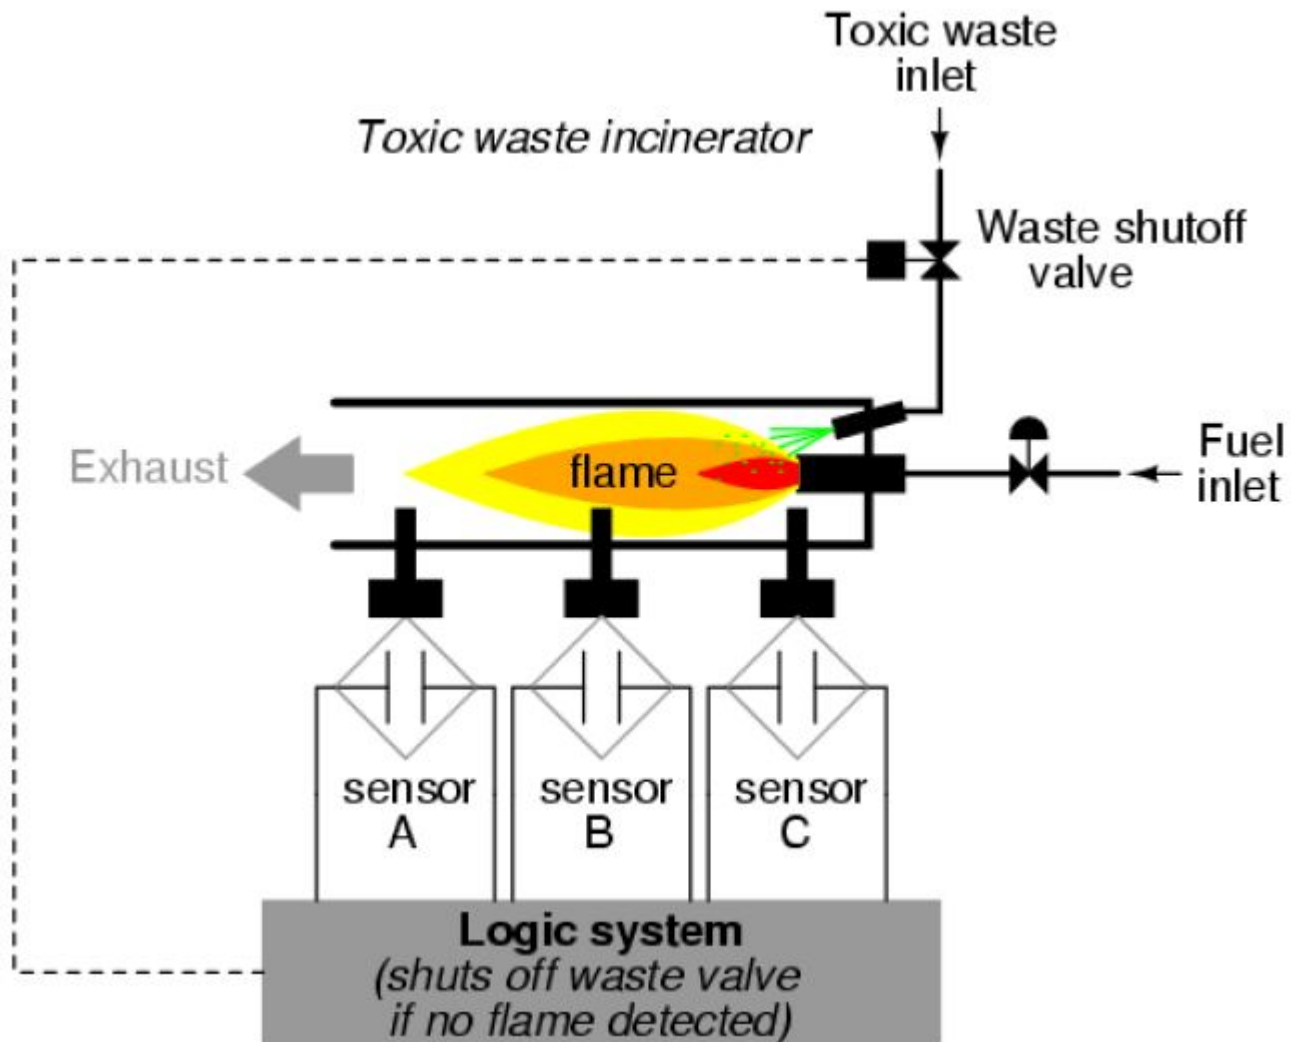 Toxic waste
inlet
Toxic waste incinerator
Waste shutoff
valve
Exhaust
flame
Fuel
inlet
sensor
A
sensor
B
sensor
C
Logic system
(shuts off waste valve
if no flame detected)